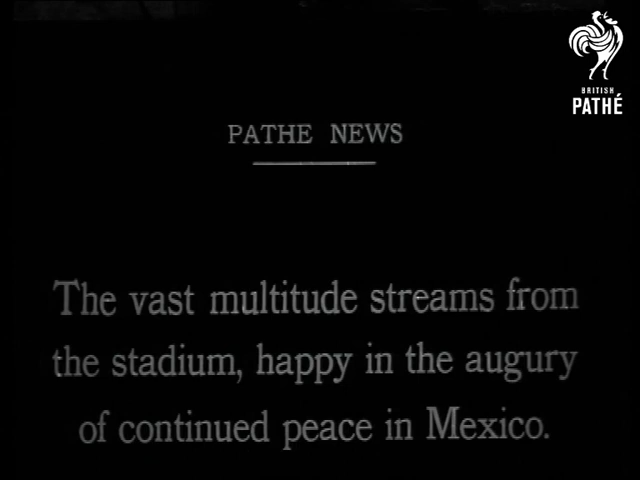 BRITISH
PATHÉ
PATHE NEWS
The vast multitude streams from
the stadium, happy in the augury
of continued peace in Mexico.